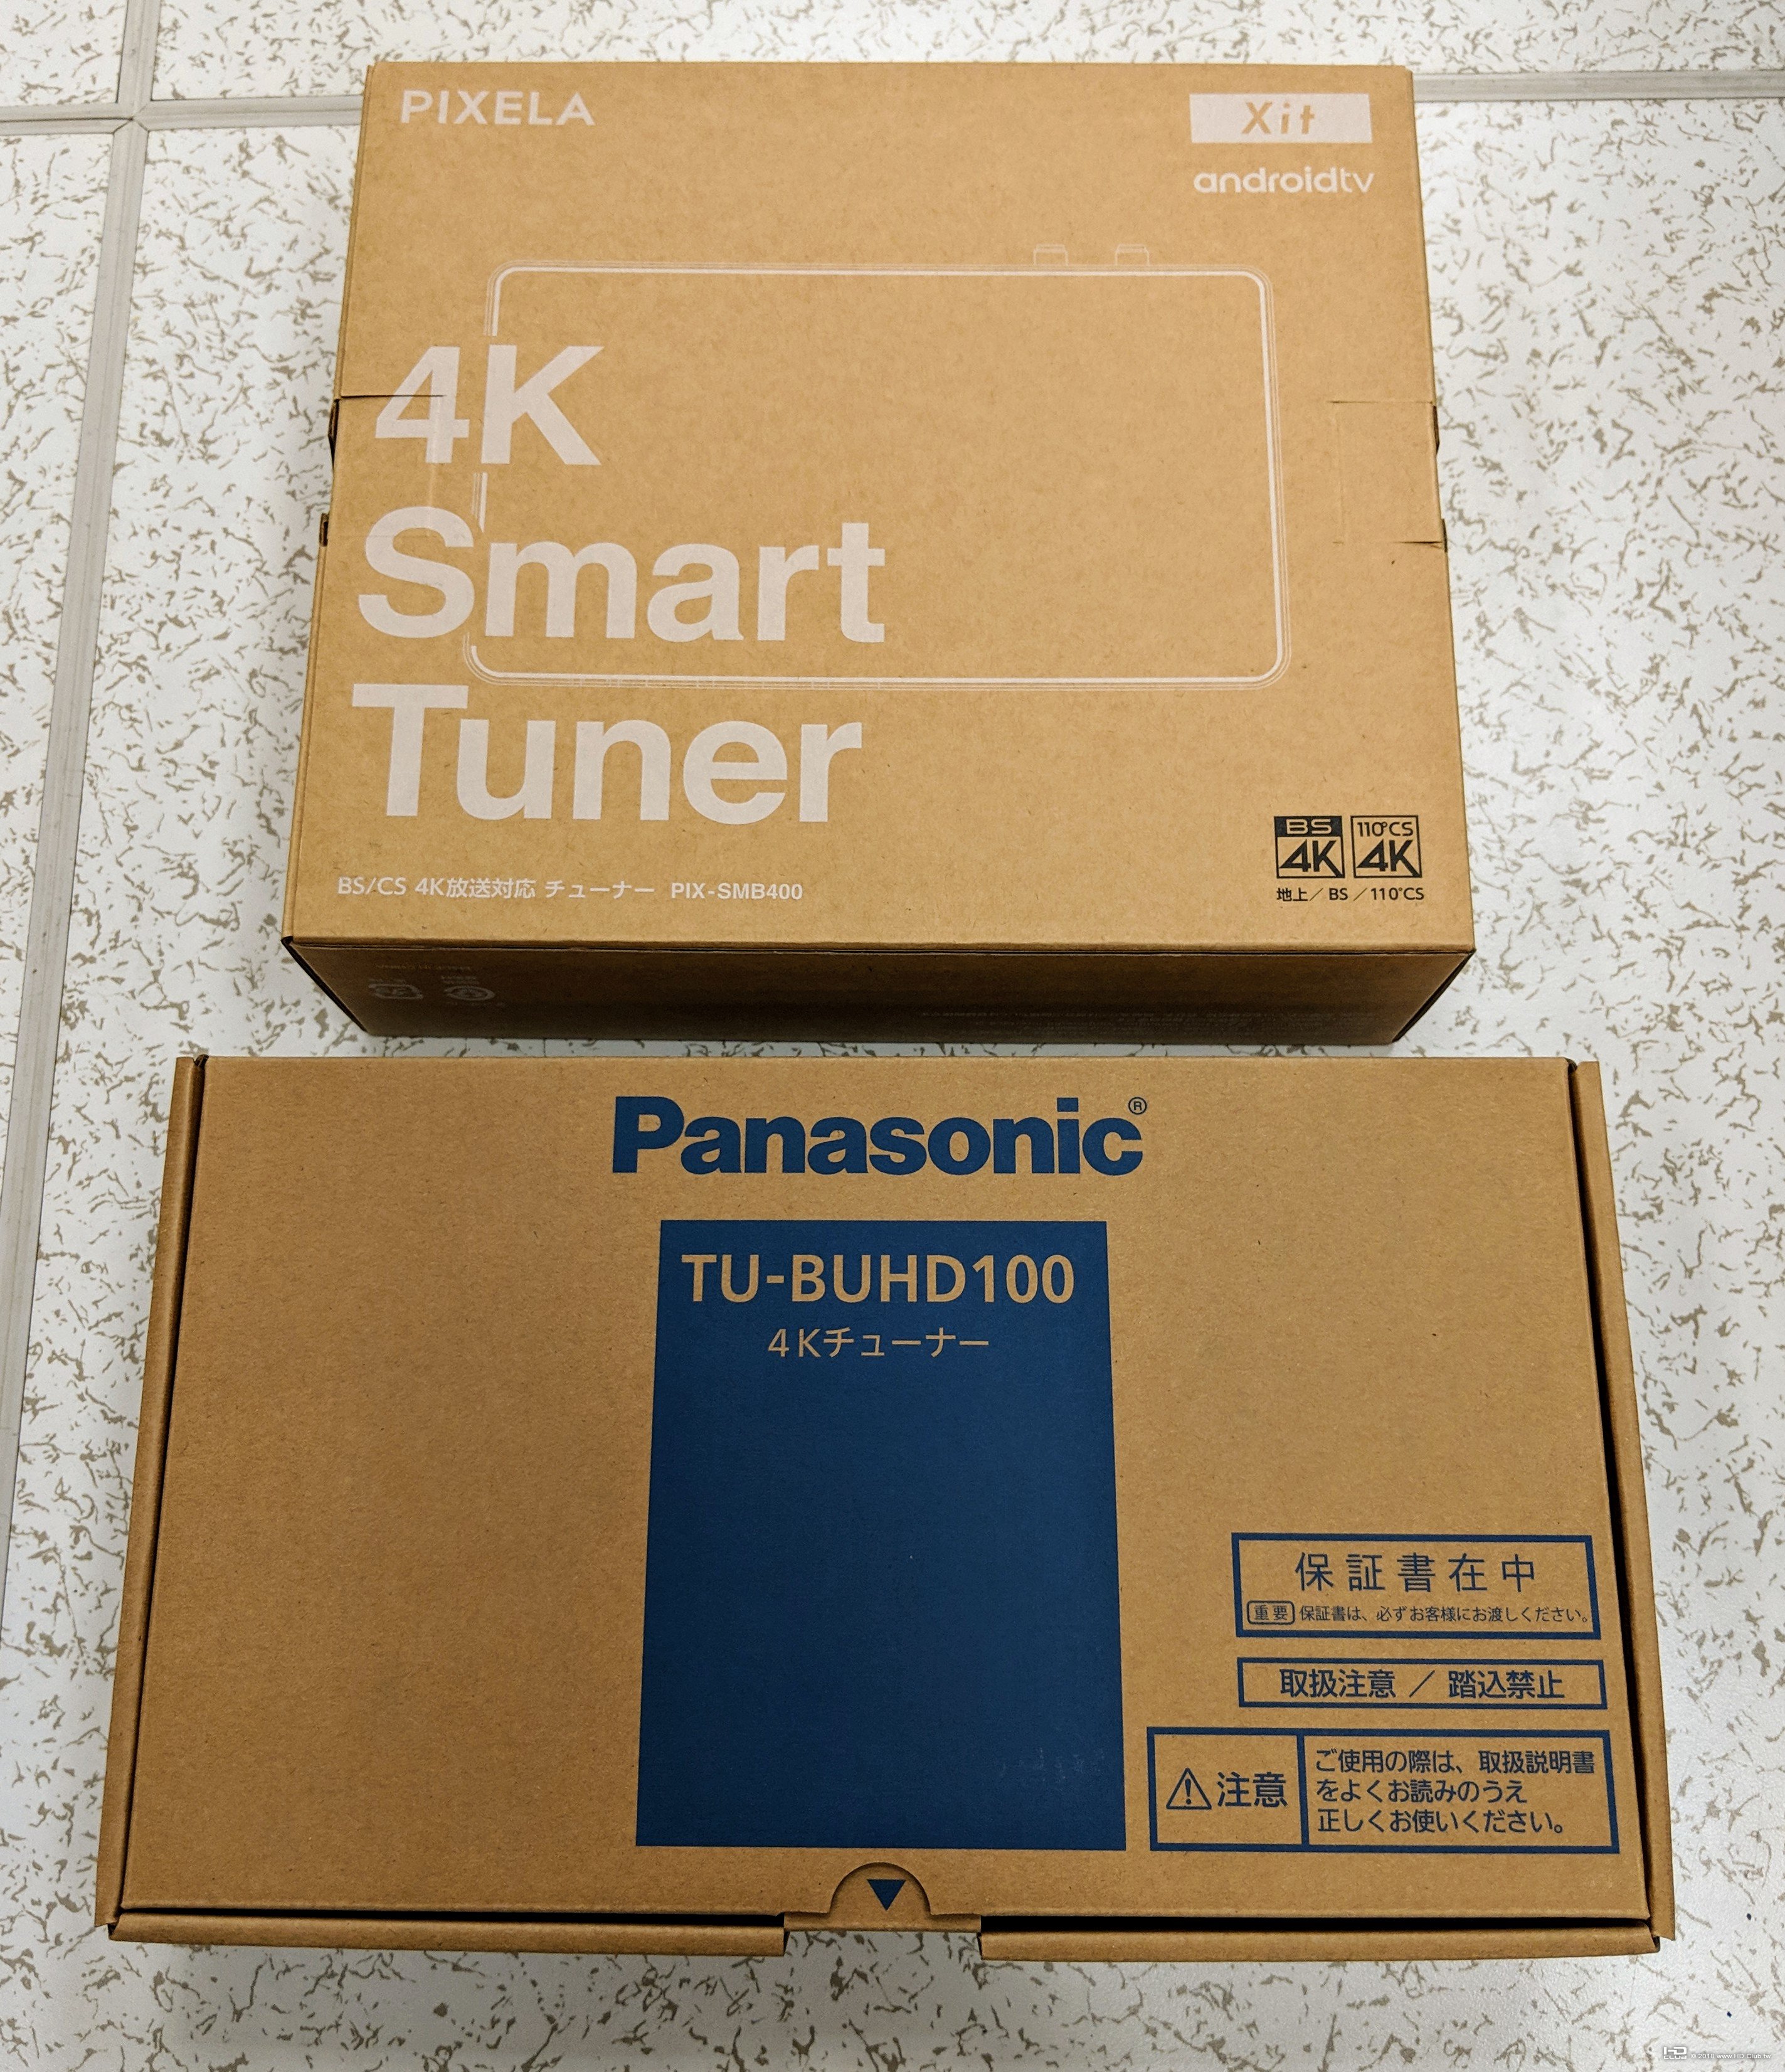 PIXELA
Xit
androidtv
4K
Smart
Tuner
BS/CS 4K放送対応 チューナー PIX-SMB400
BS 4K
110°CS 4K
地上／BS／110°CS
Panasonic®
TU-BUHD100
4Kチューナー
保証書在中
重要 保証書は、必ずお客様にお渡しください。
取扱注意／踏込禁止
注意
ご使用の際は、取扱説明書
をよくお読みのうえ
正しくお使いください。